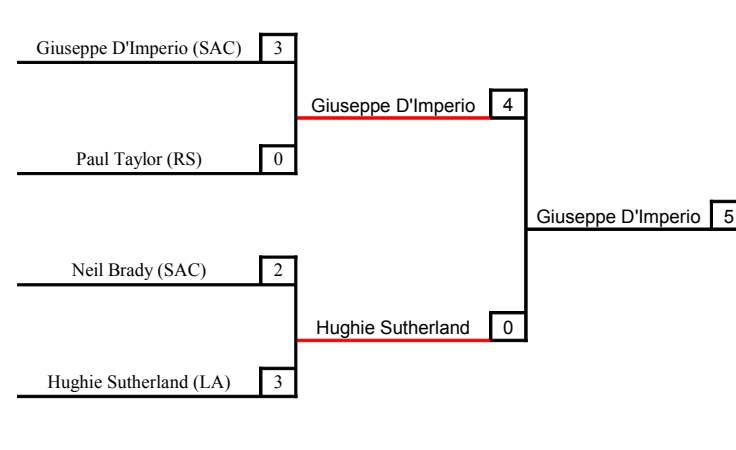 Giuseppe D'Imperio (SAC) 3
Giuseppe D'Imperio 4
Paul Taylor (RS) 0
Giuseppe D'Imperio 5
Neil Brady (SAC) 2
Hughie Sutherland 0
Hughie Sutherland (LA) 3